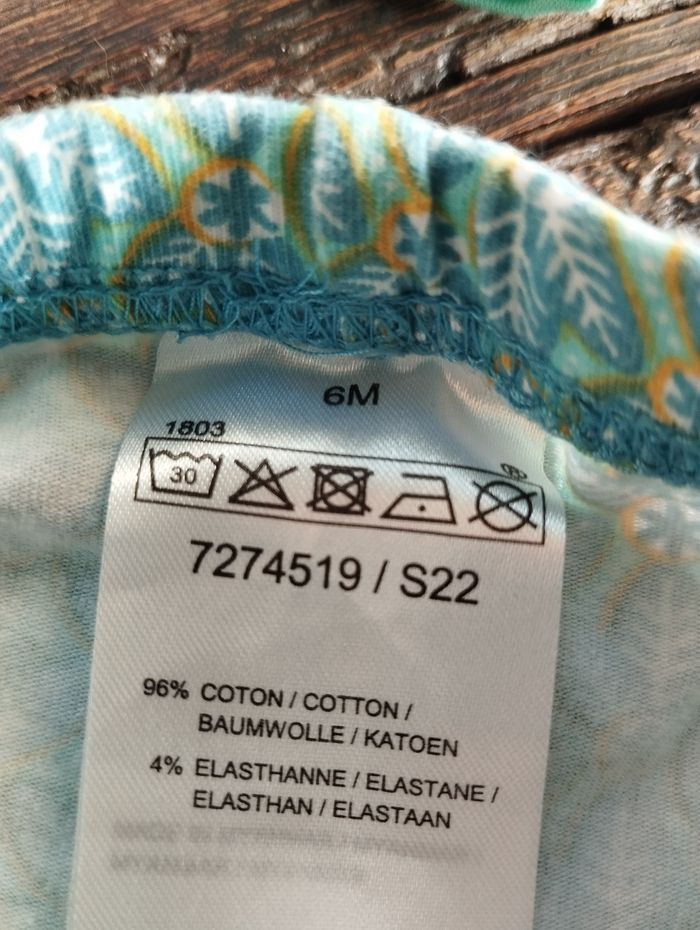 6M
1803
30
7274519 / S22
96% COTON / COTTON /
BAUMWOLLE / KATOEN
4% ELASTHANNE / ELASTANE /
ELASTHAN / ELASTAAN